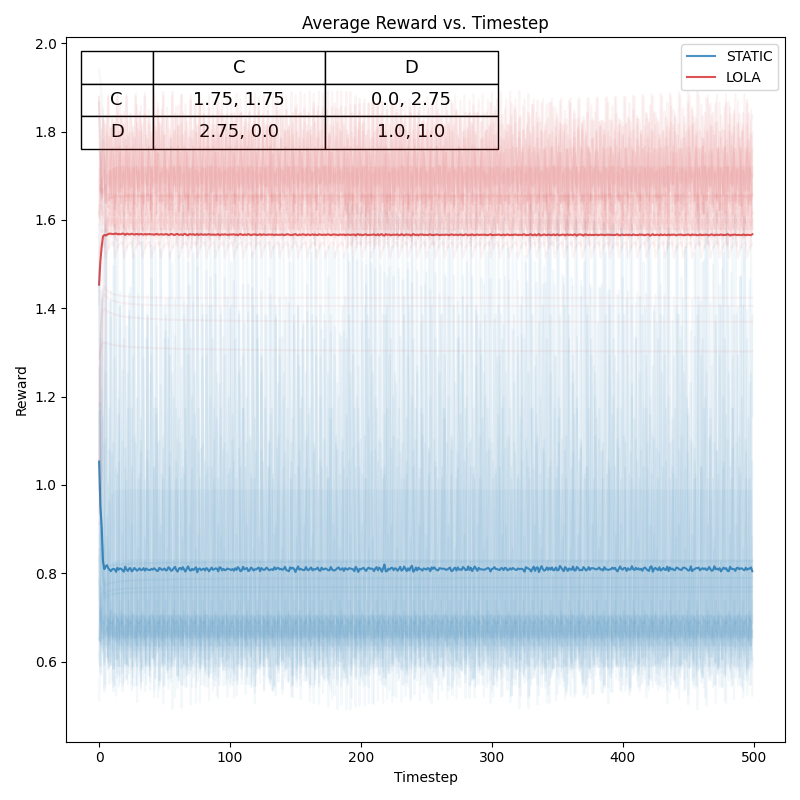 Average Reward vs. Timestep
2.0
1.8
1.6
1.4
1.2
1.0
0.8
0.6
Reward
C D
C 1.75, 1.75 0.0, 2.75
D 2.75, 0.0 1.0, 1.0
STATIC
LOLA
0 100 200 300 400 500
Timestep